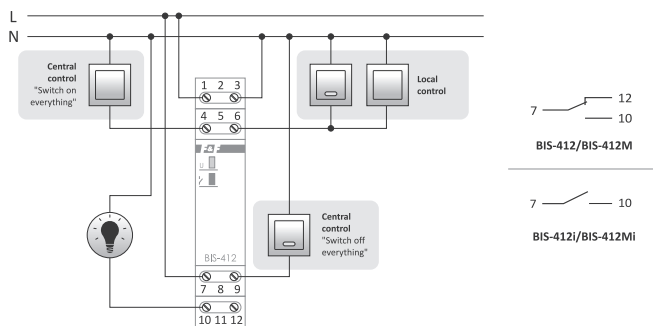 L
N
Central
control
"Switch on
everything"
1 2 3
4 5 6
F&F
U
BIS-412
7 8 9
10 11 12
Local
control
Central
control
"Switch off
everything"
7
12
10
BIS-412/BIS-412M
7
10
BIS-412i/BIS-412Mi